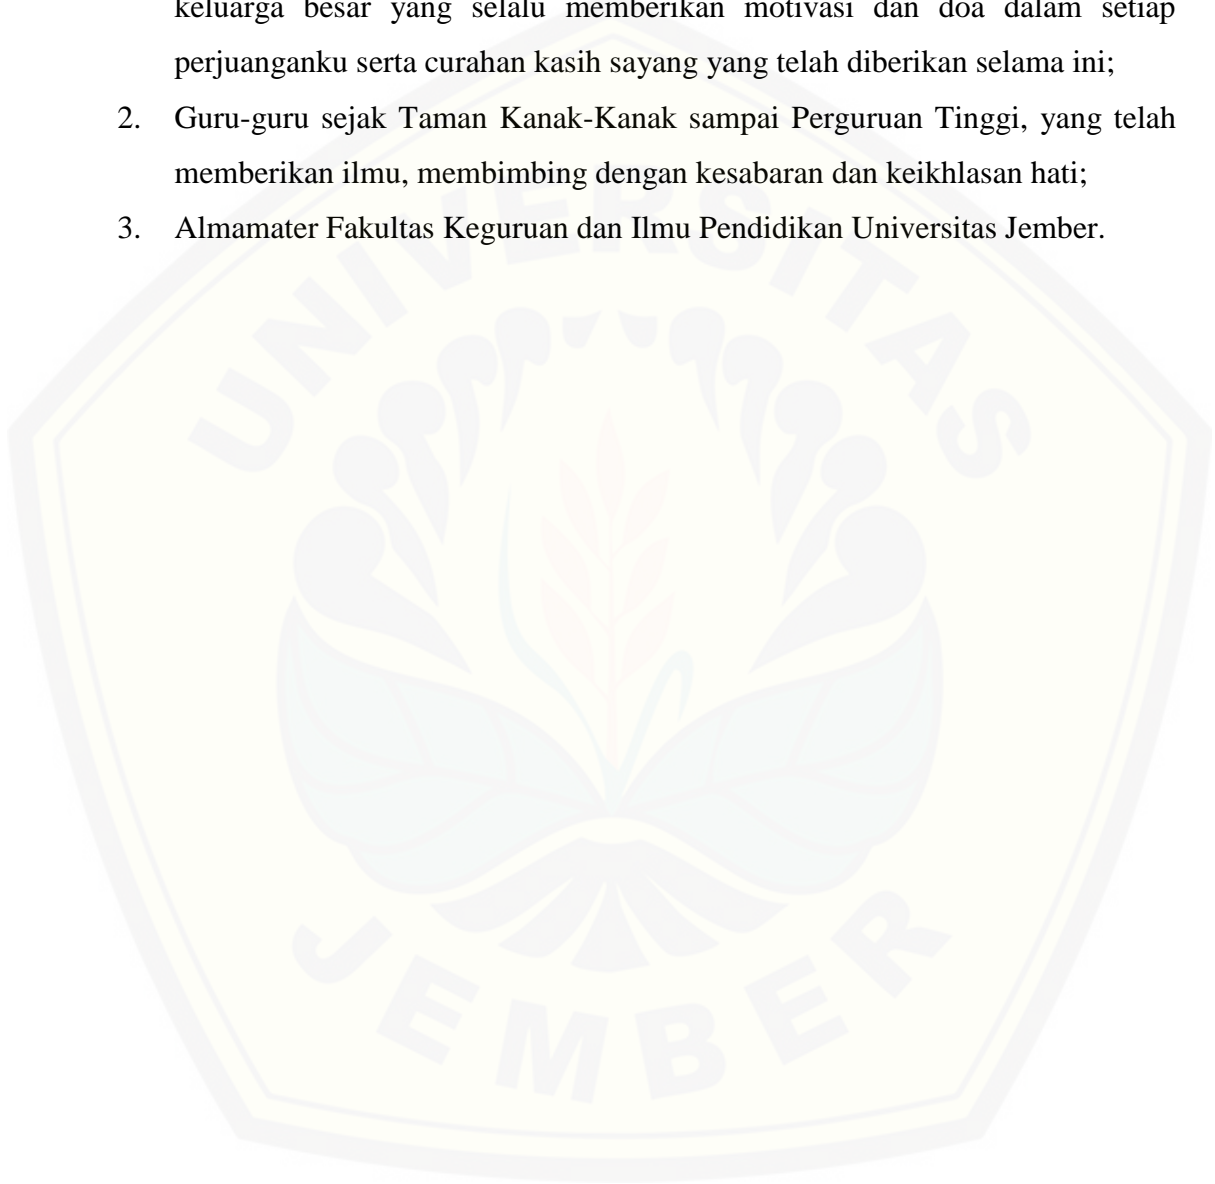 keluarga besar yang selalu memberikan motivasi dan doa dalam setiap
perjuanganku serta curahan kasih sayang yang telah diberikan selama ini;
2. Guru-guru sejak Taman Kanak-Kanak sampai Perguruan Tinggi, yang telah
memberikan ilmu, membimbing dengan kesabaran dan keikhlasan hati;
3. Almamater Fakultas Keguruan dan Ilmu Pendidikan Universitas Jember.
UNIVERSITAS
JEMBER